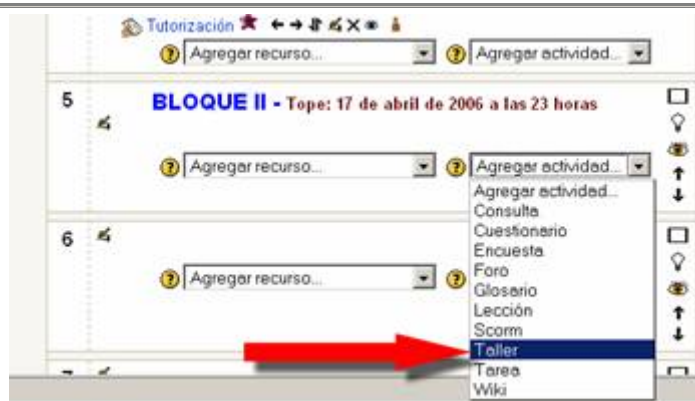 Tutorización
Agregar recurso... Agregar actividad...
5 BLOQUE II - Tope: 17 de abril de 2006 a las 23 horas
Agregar recurso... Agregar actividad...
Agregar actividad...
Consulta
Cuestionario
6
Encuesta
Agregar recurso...
Foro
Glosario
Lección
Scorm
Taller
Tarea
Wiki